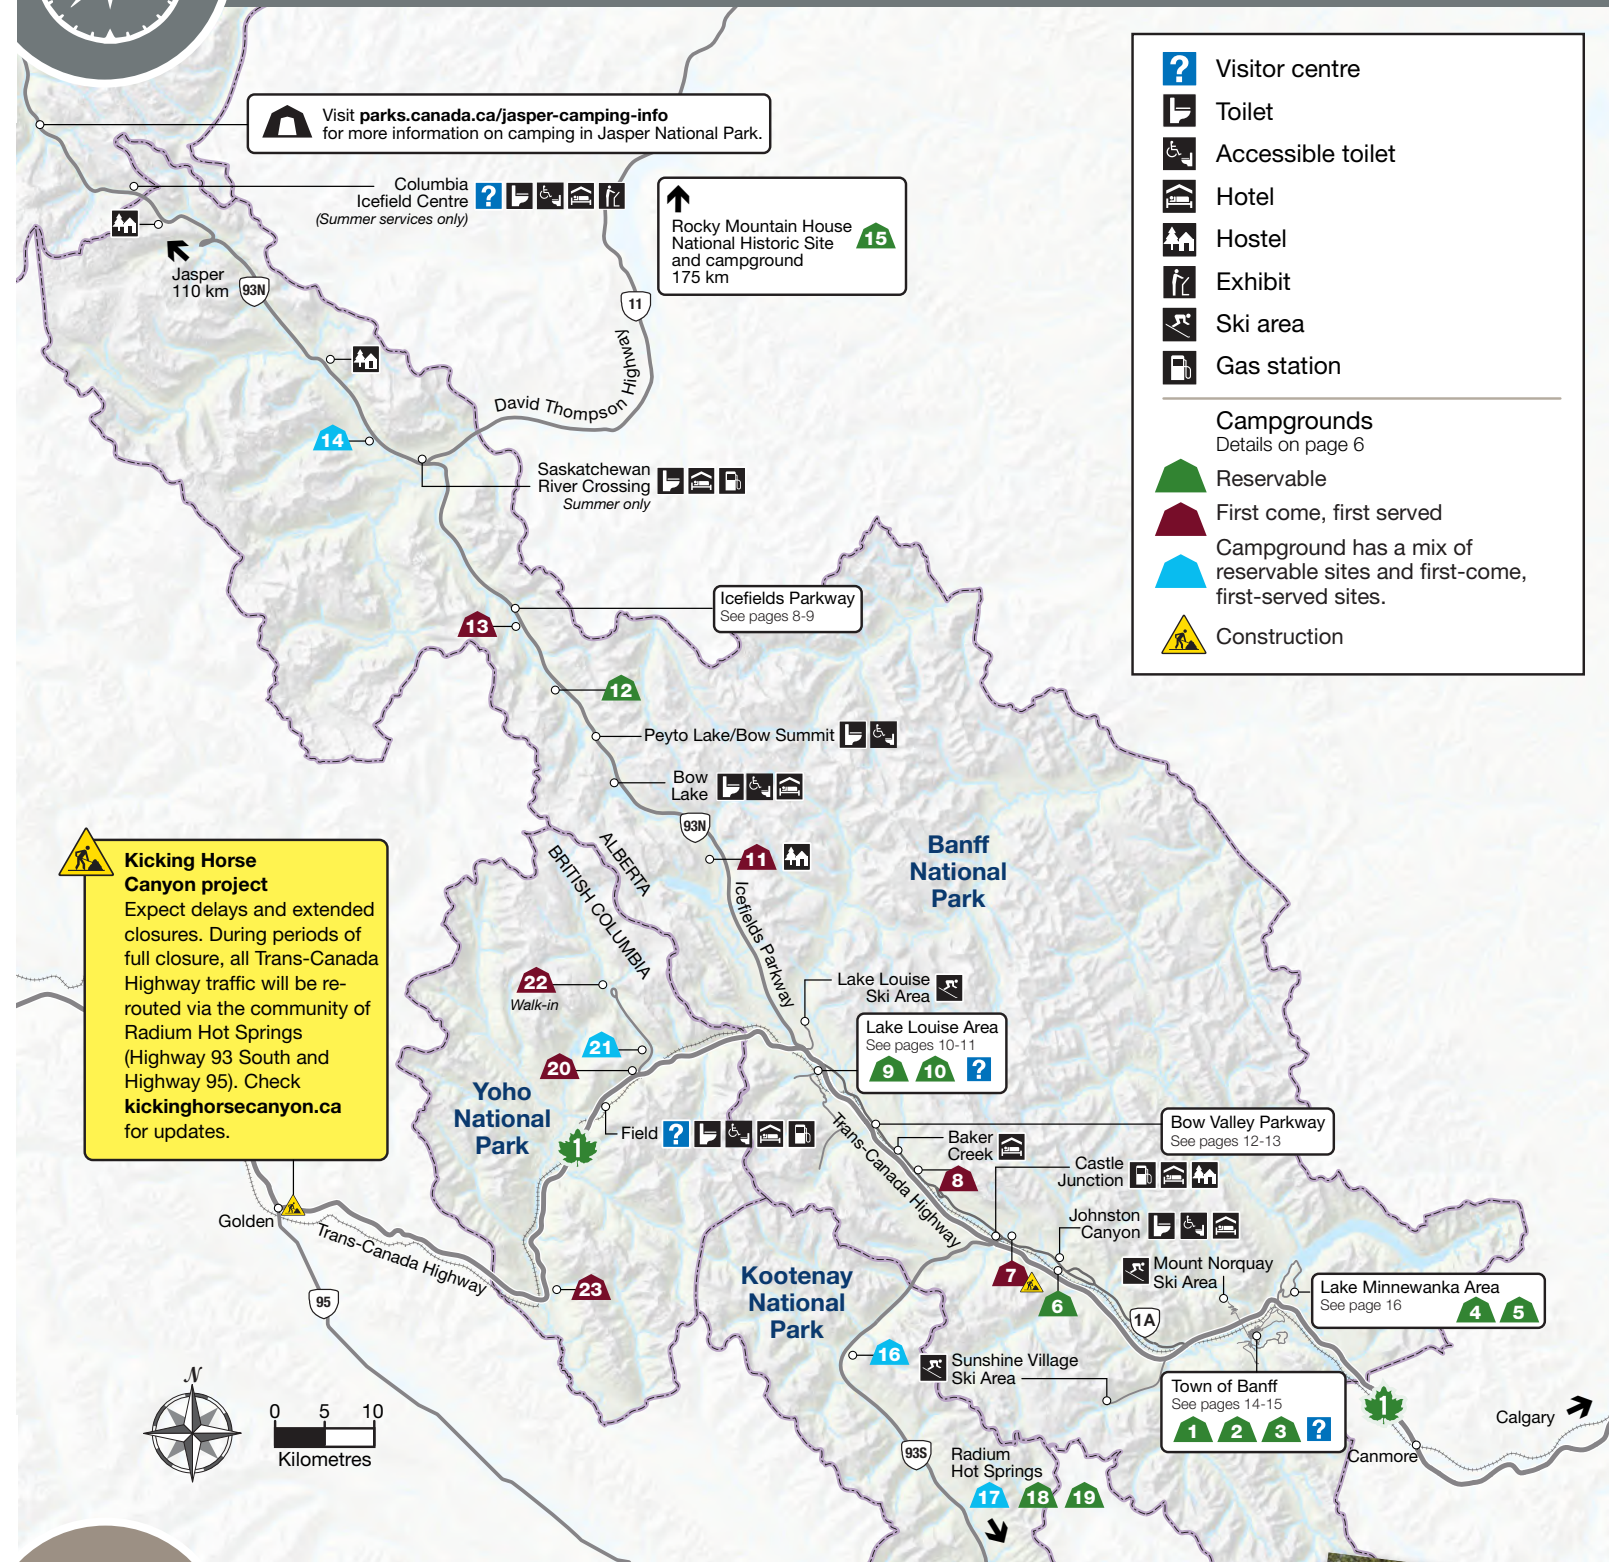 Visit parks.canada.ca/jasper-camping-info
for more information on camping in Jasper National Park.
Columbia
Icefield Centre
(Summer services only)
?
Rocky Mountain House
National Historic Site
and campground
175 km
15
Jasper
110 km
93N
11
David Thompson Highway
14
Saskatchewan
River Crossing
Summer only
Icefields Parkway
See pages 8-9
13
12
Peyto Lake/Bow Summit
Bow
Lake
93N
11
Icefields Parkway
ALBERTA
BRITISH COLUMBIA
Banff
National
Park
Kicking Horse
Canyon project
Expect delays and extended
closures. During periods of
full closure, all Trans-Canada
Highway traffic will be re-
routed via the community of
Radium Hot Springs
(Highway 93 South and
Highway 95). Check
kickinghorsecanyon.ca
for updates.
22
Walk-in
21
20
Lake Louise
Ski Area
Lake Louise Area
See pages 10-11
9
10
?
Yoho
National
Park
1
Field
?
Trans-Canada Highway
Bow Valley Parkway
See pages 12-13
Baker
Creek
8
Castle
Junction
Johnston
Canyon
7
6
Mount Norquay
Ski Area
1A
Lake Minnewanka Area
See page 16
4
5
Golden
Trans-Canada Highway
95
23
Kootenay
National
Park
16
Sunshine Village
Ski Area
Town of Banff
See pages 14-15
1
2
3
?
1
Calgary
Canmore
93S
Radium
Hot Springs
17
18
19
N
0 5 10
Kilometres
?
Visitor centre
Toilet
Accessible toilet
Hotel
Hostel
Exhibit
Ski area
Gas station
Campgrounds
Details on page 6
Reservable
First come, first served
Campground has a mix of
reservable sites and first-come,
first-served sites.
Construction